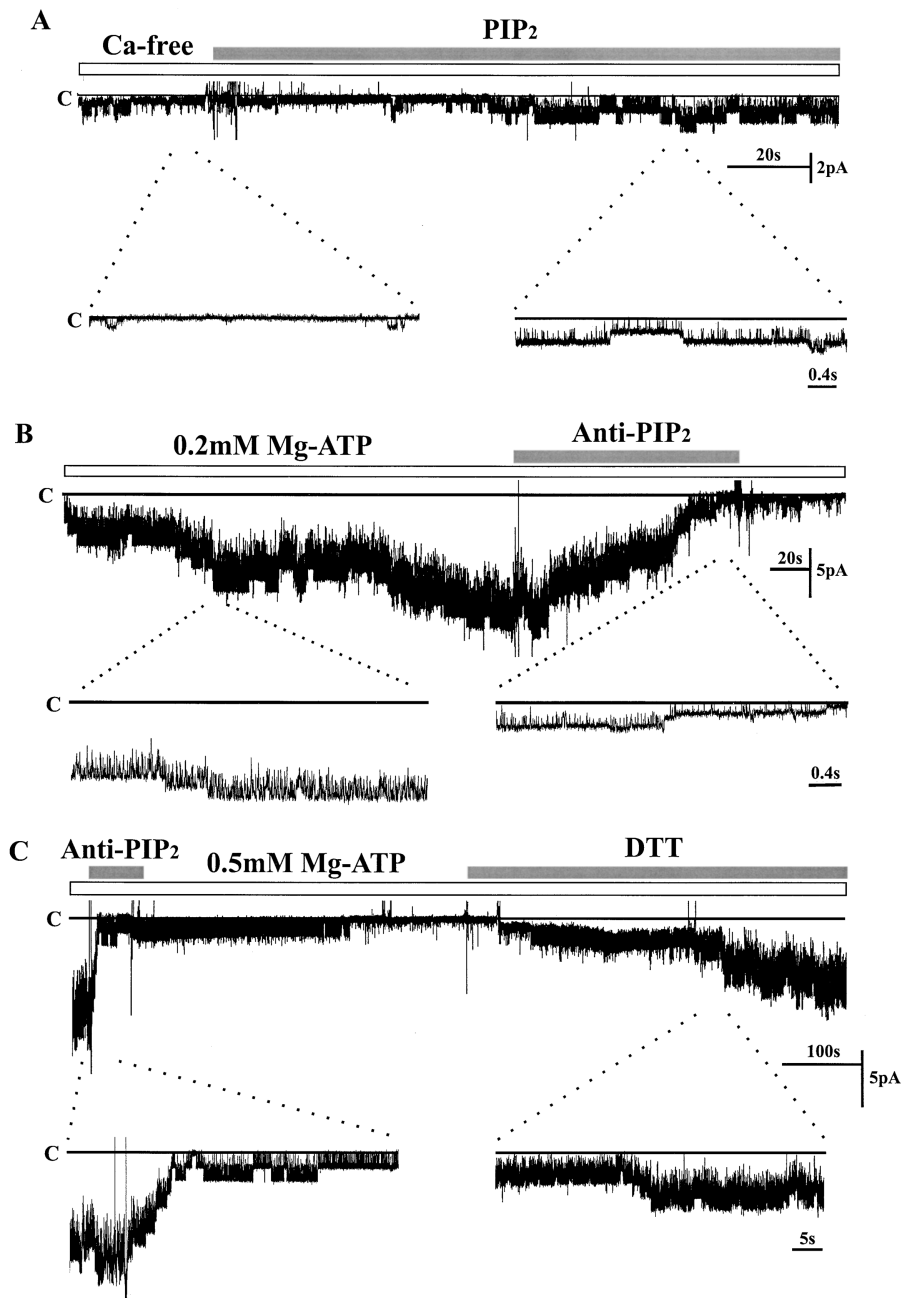 A
Ca-free
PIP₂
C
20s
2pA
C
0.4s
B
0.2mM Mg-ATP
Anti-PIP₂
C
20s
5pA
C
0.4s
C
Anti-PIP₂
0.5mM Mg-ATP
DTT
C
100s
5pA
C
5s